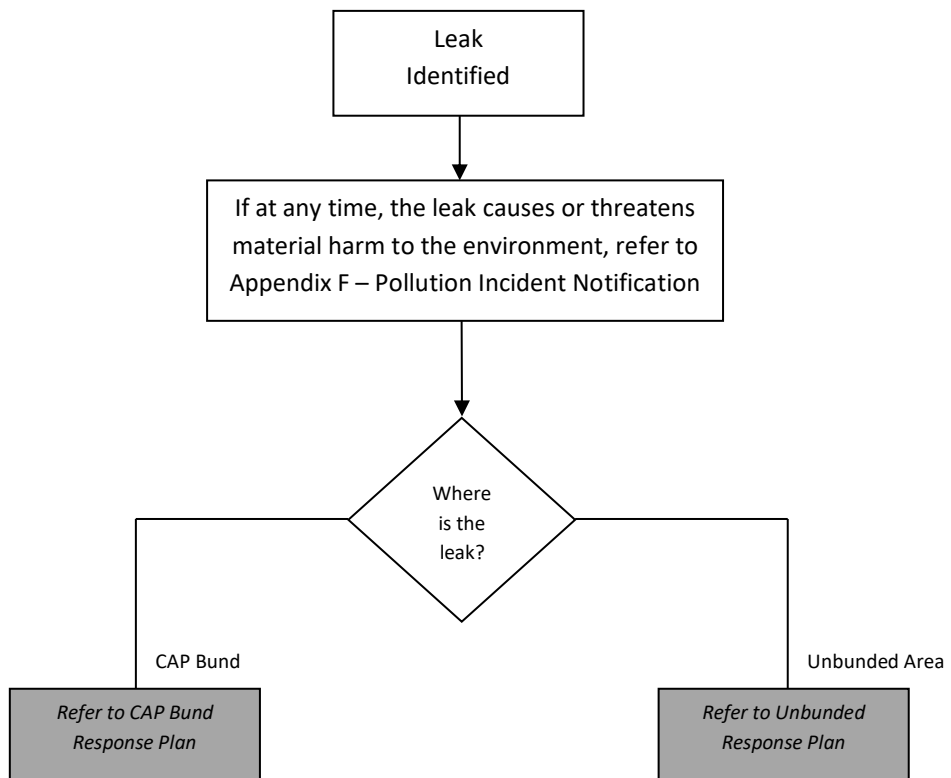 Leak
Identified
If at any time, the leak causes or threatens
material harm to the environment, refer to
Appendix F – Pollution Incident Notification
Where
is the
leak?
CAP Bund
Unbunded Area
Refer to CAP Bund
Response Plan
Refer to Unbunded
Response Plan